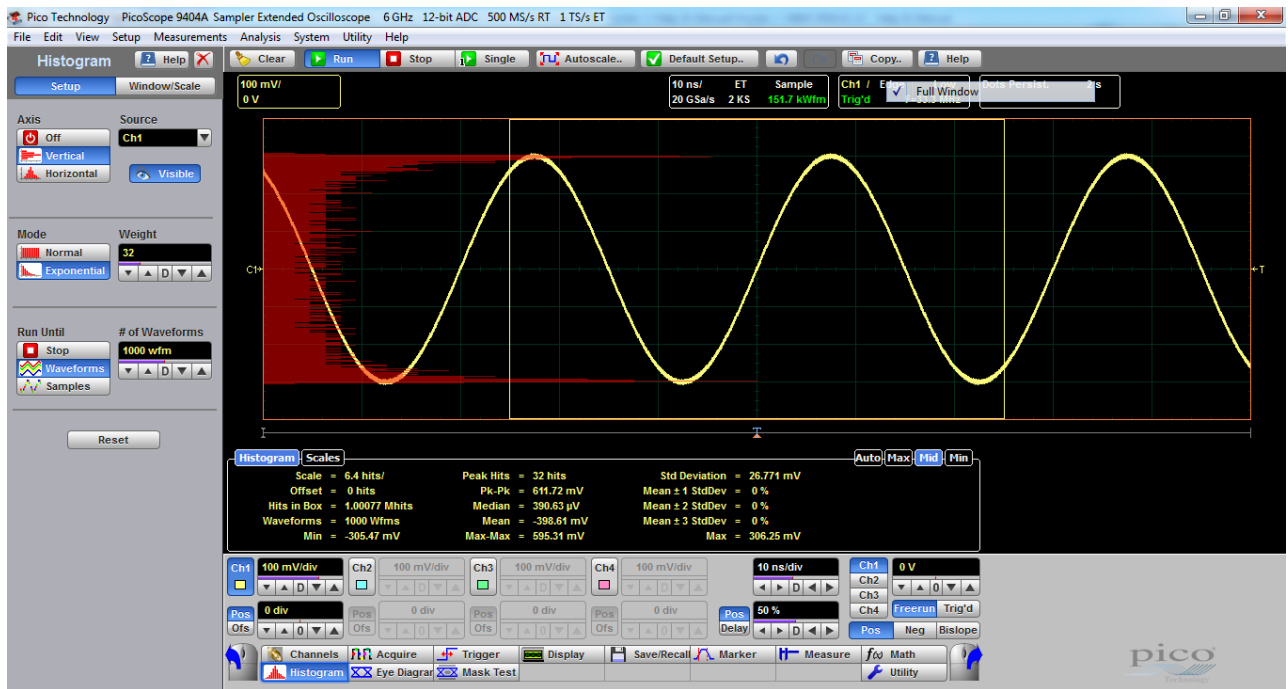 Pico Technology PicoScope 9404A Sampler Extended Oscilloscope 6 GHz 12-bit ADC 500 MS/s RT 1 TS/s ET
File Edit View Setup Measurements Analysis System Utility Help
Histogram ? Help Clear Run Stop Single Autoscale.. Default Setup.. Copy.. ? Help
Setup Window/Scale
100 mV/
0 V
10 ns/ ET Sample
20 GSa/s 2 KS 151.7 kWfm
Ch1 /
Trig'd
Full Window
2 s
Axis Source
Off Ch1
Vertical
Horizontal Visible
Mode Weight
Normal 32
Exponential D
C1 T
Run Until # of Waveforms
Stop 1000 wfm
Waveforms D
Samples
Reset
T
Histogram Scales Auto Max Mid Min
Scale = 6.4 hits/ Peak Hits = 32 hits Std Deviation = 26.771 mV
Offset = 0 hits Pk-Pk = 611.72 mV Mean ± 1 StdDev = 0 %
Hits in Box = 1.00077 Mhits Median = 390.63 µV Mean ± 2 StdDev = 0 %
Waveforms = 1000 Wfms Mean = -398.61 mV Mean ± 3 StdDev = 0 %
Min = -305.47 mV Max-Max = 595.31 mV Max = 306.25 mV
Ch1 100 mV/div Ch2 100 mV/div Ch3 100 mV/div Ch4 100 mV/div 10 ns/div Ch1 0 V
D D D D D Ch2 0
Ch3
Pos 0 div Pos 0 div Pos 0 div Pos 0 div Pos 50 % Ch4 Freerun Trig'd
Ofs 0 Ofs 0 Ofs 0 Ofs 0 Delay D Pos Neg Bislope
Channels Acquire Trigger Display Save/Recall Marker Measure f(x) Math
Histogram Eye Diagrar Mask Test Utility
pico
Technology